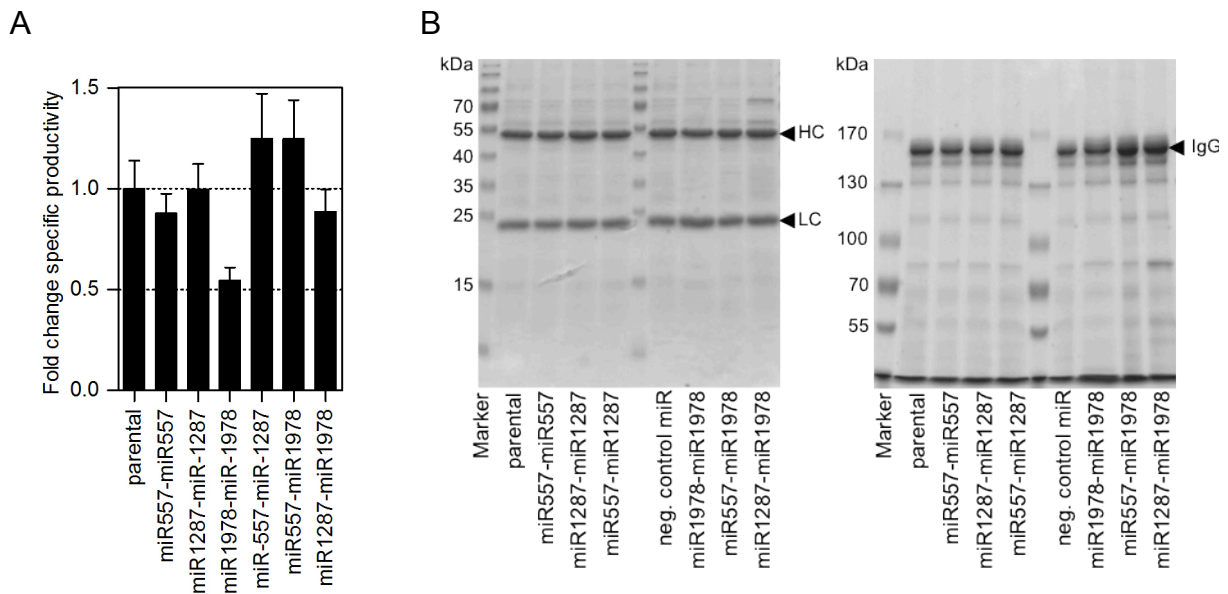 A
Fold change specific productivity
1.5
1.0
0.5
0.0
parental
miR557-miR557
miR1287-miR-1287
miR1978-miR-1978
miR-557-miR-1287
miR557-miR1978
miR1287-miR1978
B
kDa
70
55
40
35
25
15
HC
LC
Marker
parental
miR557-miR557
miR1287-miR1287
miR557-miR1287
neg. control miR
miR1978-miR1978
miR557-miR1978
miR1287-miR1978
kDa
170
130
100
70
55
IgG
Marker
parental
miR557-miR557
miR1287-miR1287
miR557-miR1287
neg. control miR
miR1978-miR1978
miR557-miR1978
miR1287-miR1978